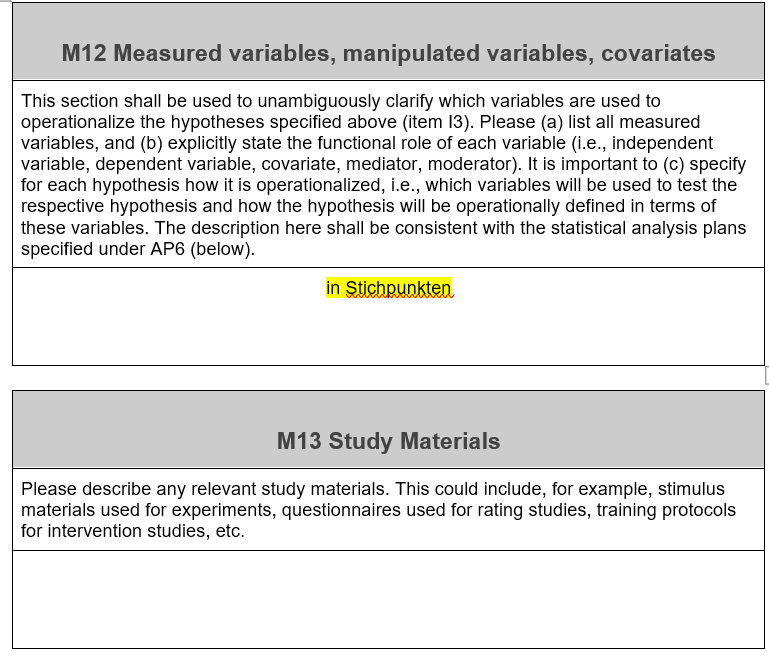 M12 Measured variables, manipulated variables, covariates
This section shall be used to unambiguously clarify which variables are used to
operationalize the hypotheses specified above (item I3). Please (a) list all measured
variables, and (b) explicitly state the functional role of each variable (i.e., independent
variable, dependent variable, covariate, mediator, moderator). It is important to (c) specify
for each hypothesis how it is operationalized, i.e., which variables will be used to test the
respective hypothesis and how the hypothesis will be operationally defined in terms of
these variables. The description here shall be consistent with the statistical analysis plans
specified under AP6 (below).
in Stichpunkten
M13 Study Materials
Please describe any relevant study materials. This could include, for example, stimulus
materials used for experiments, questionnaires used for rating studies, training protocols
for intervention studies, etc.